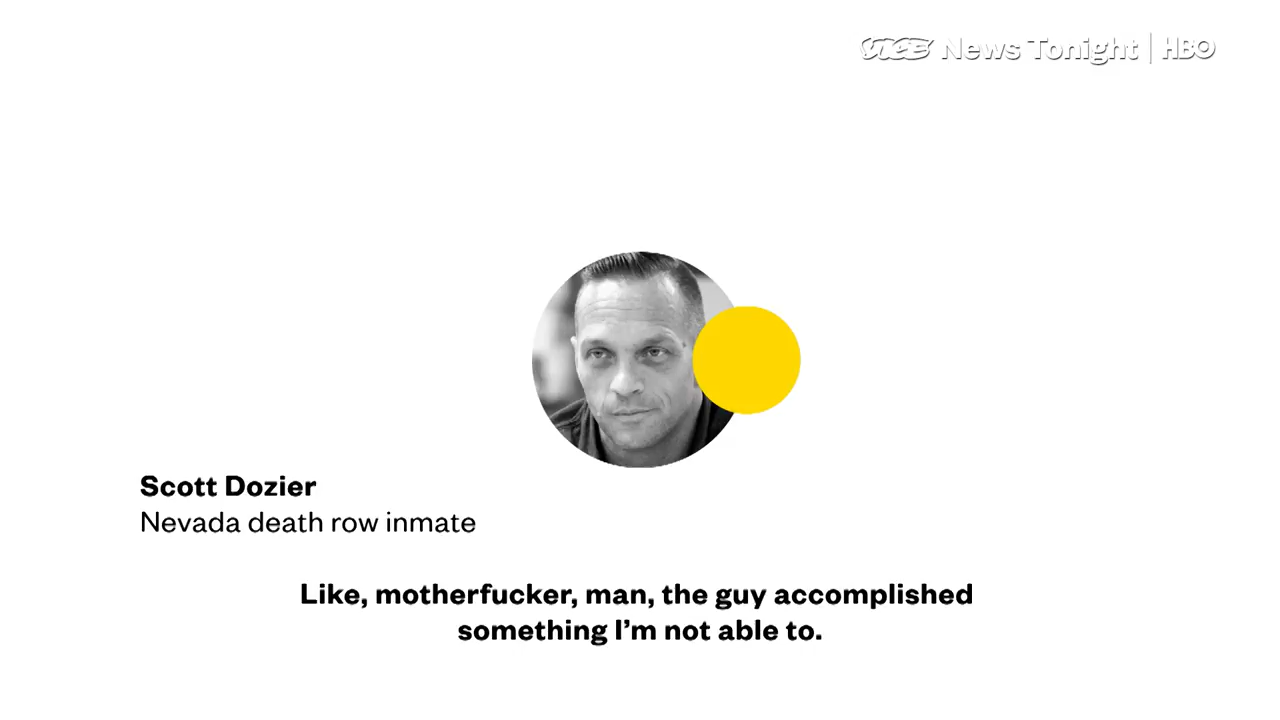 VICE News Tonight | HBO
Scott Dozier
Nevada death row inmate
Like, motherfucker, man, the guy accomplished
something I'm not able to.